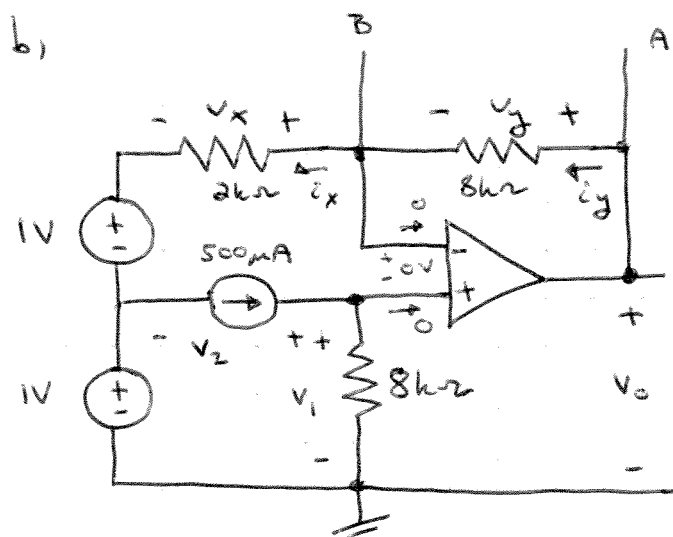 b)
B
A
- Vx +
- Vy +
2kΩ
ix
8kΩ
iy
1V
+
-
500μA
0
+
-
0V
-
+
0
- V2 +
+
V1
-
8kΩ
1V
+
-
+
Vo
-